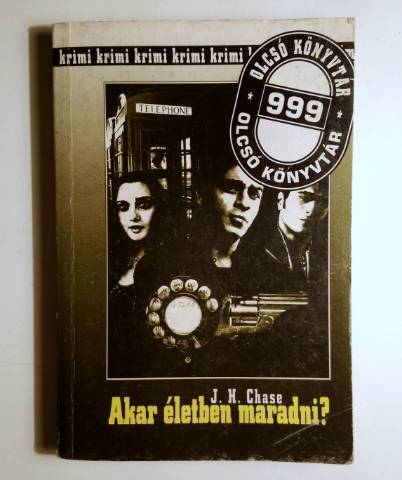 krimi krimi krimi krimi krimi
OLCSÓ KÖNYVTÁR
999
* OLCSÓ KÖNYVTÁR *
TELEPHONE
J. H. Chase
Akar életben maradni?